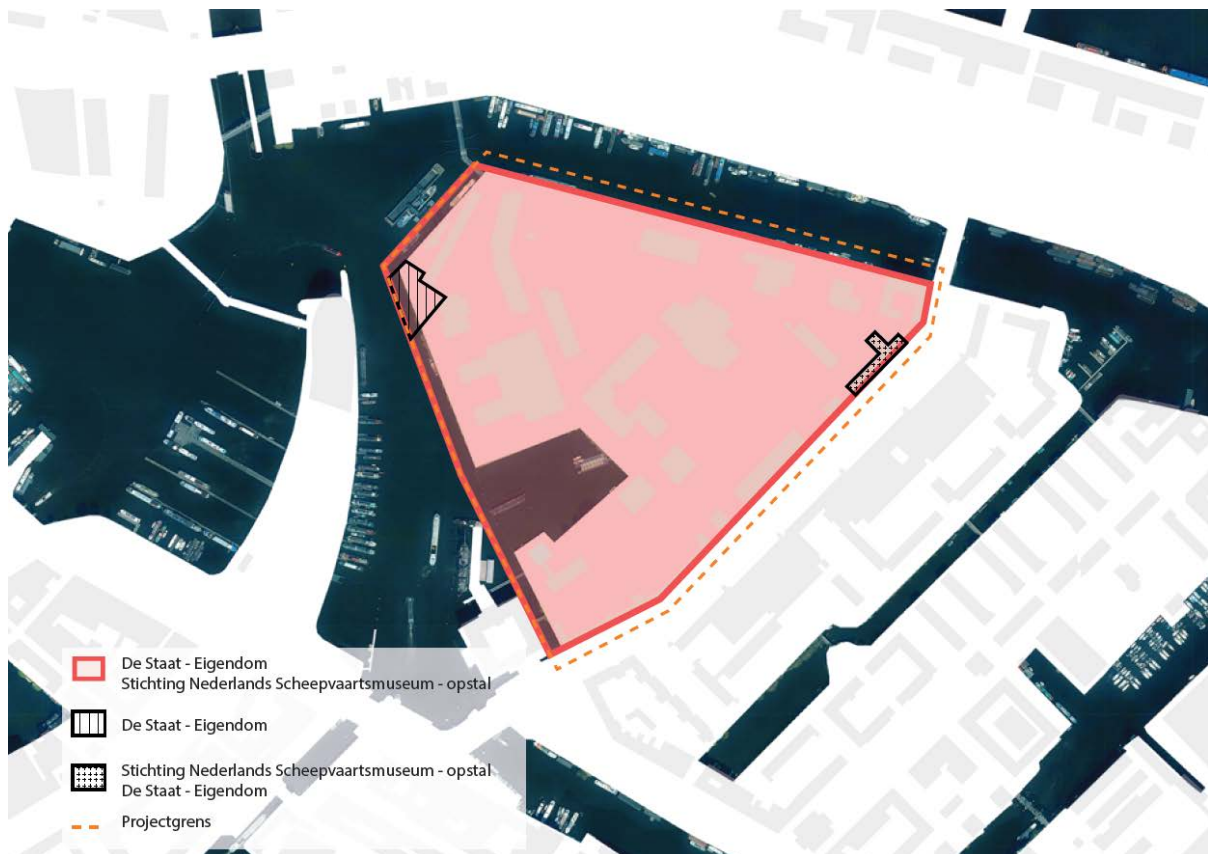 De Staat - Eigendom
Stichting Nederlands Scheepvaartsmuseum - opstal
De Staat - Eigendom
Stichting Nederlands Scheepvaartsmuseum - opstal
De Staat - Eigendom
Projectgrens